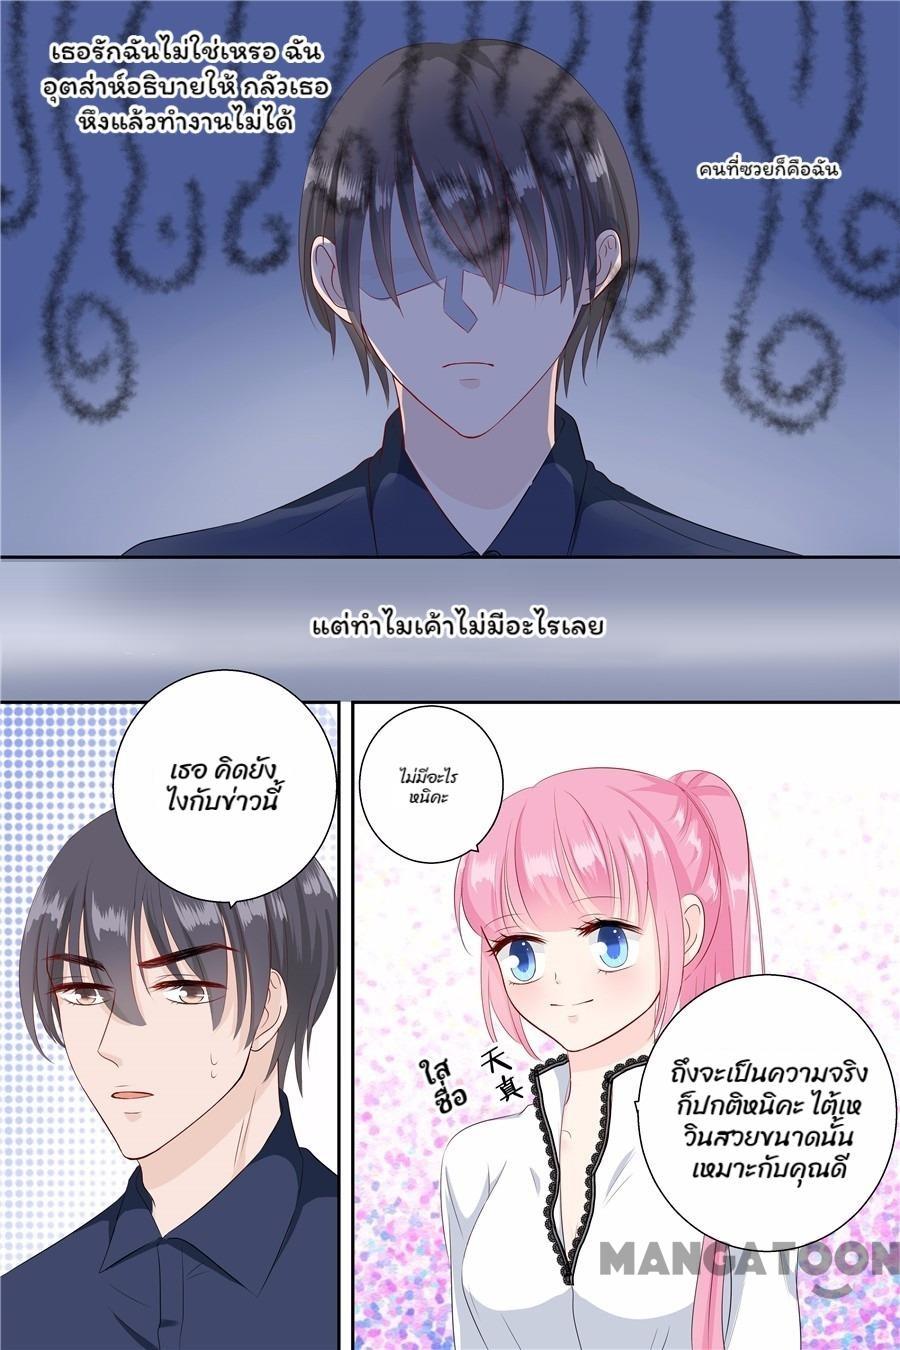 เธอรักฉันไม่ใช่เหรอ ฉัน
อุตส่าห์อธิบายให้ กลัวเธอ
หึงแล้วทำงานไม่ได้
คนที่ซวยก็คือฉัน
แต่ทำไมเค้าไม่มีอะไรเลย
เธอ คิดยัง
ไงกับข่าวนี้
ไม่มีอะไร
หนิคะ
ใส
ซื่อ
天
真
ถึงจะเป็นความจริง
ก็ปกติหนิคะ ไต้เห
วินสวยขนาดนั้น
เหมาะกับคุณดี
MANGATOON